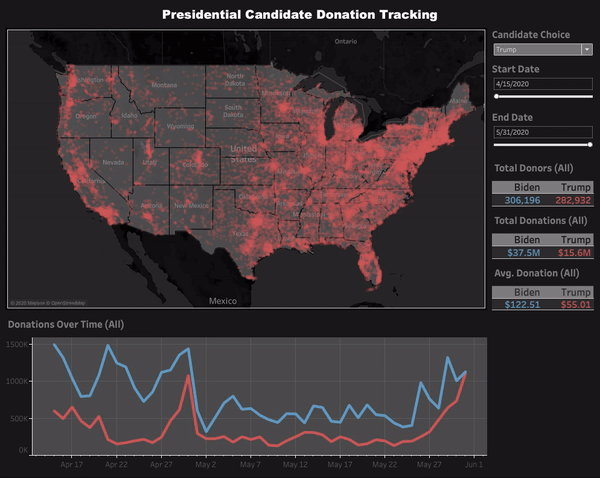 Presidential Candidate Donation Tracking
Ontario
Washington
Montana
North
Dakota
Oregon
Idaho
South
Dakota
Wyoming
Nevada
United
States
New Mexico
Texas
Mexico
Candidate Choice
Trump
Start Date
4/15/2020
End Date
5/31/2020
Total Donors (All)
Biden Trump
306,196 282,932
Total Donations (All)
Biden Trump
$37.5M $15.6M
Avg. Donation (All)
Biden Trump
$122.51 $55.01
© 2020 Mapbox © OpenStreetMap
Donations Over Time (All)
1500K
1000K
500K
0K
Apr 17 Apr 22 Apr 27 May 2 May 7 May 12 May 17 May 22 May 27 Jun 1